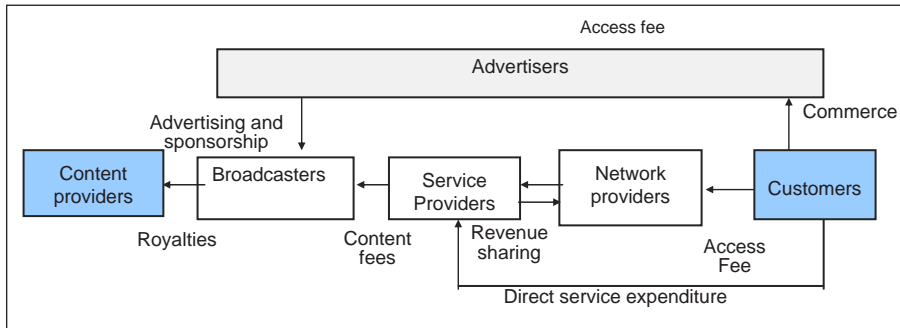 Access fee
Advertisers
Commerce
Advertising and
sponsorship
Content
providers
Broadcasters
Service
Providers
Network
providers
Customers
Royalties
Content
fees
Revenue
sharing
Access
Fee
Direct service expenditure